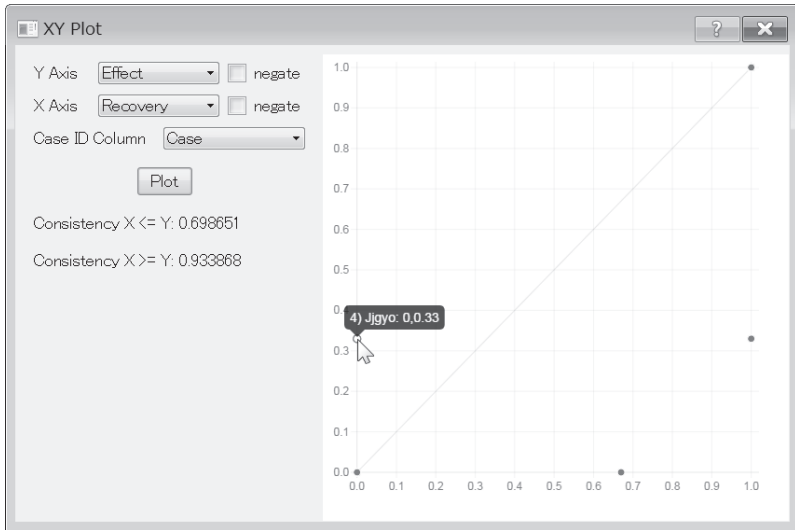 XY Plot
?
Y Axis Effect negate
X Axis Recovery negate
Case ID Column Case
Plot
Consistency X <= Y: 0.698651
Consistency X >= Y: 0.933868
1.0
0.9
0.8
0.7
0.6
0.5
0.4
4) Jjgyo: 0,0.33
0.3
0.2
0.1
0.0
0.0 0.1 0.2 0.3 0.4 0.5 0.6 0.7 0.8 0.9 1.0